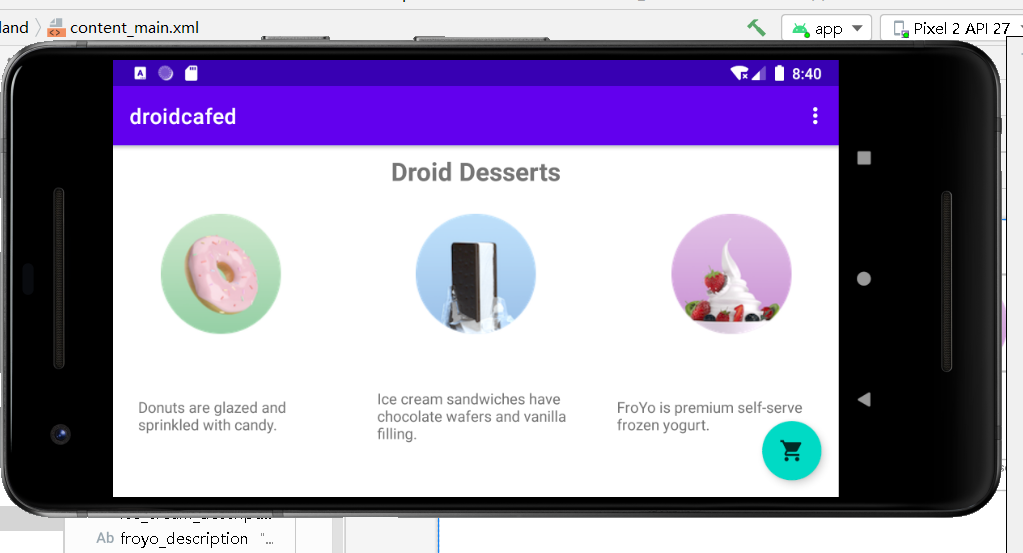 land
content_main.xml
app
Pixel 2 API 27
A
8:40
droidcafed
Droid Desserts
Donuts are glazed and
sprinkled with candy.
Ice cream sandwiches have
chocolate wafers and vanilla
filling.
FroYo is premium self-serve
frozen yogurt.
Ab froyo_description "...